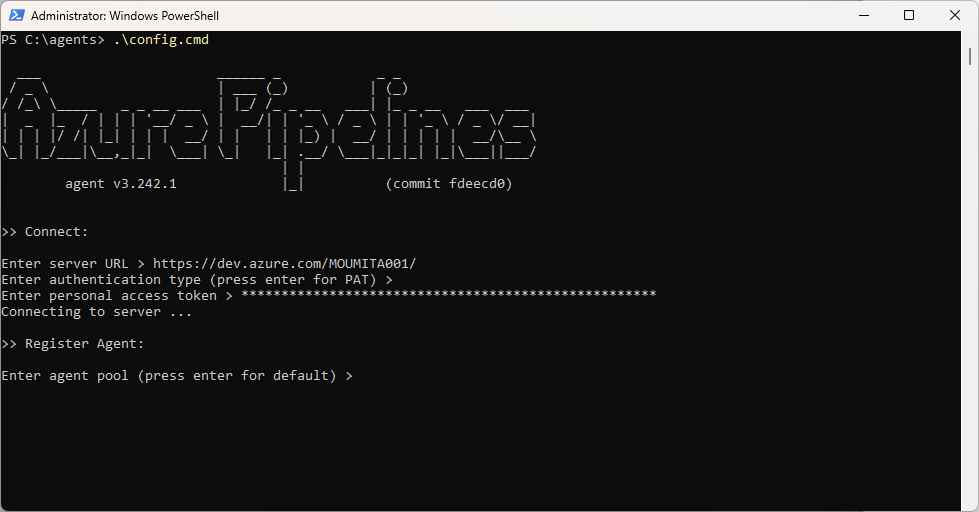 Administrator: Windows PowerShell
PS C:\agents> .\config.cmd
AzurePipelines
agent v3.242.1 (commit fdeecd0)
>> Connect:
Enter server URL > https://dev.azure.com/MOUMITA001/
Enter authentication type (press enter for PAT) >
Enter personal access token > ****************************************************
Connecting to server ...
>> Register Agent:
Enter agent pool (press enter for default) >